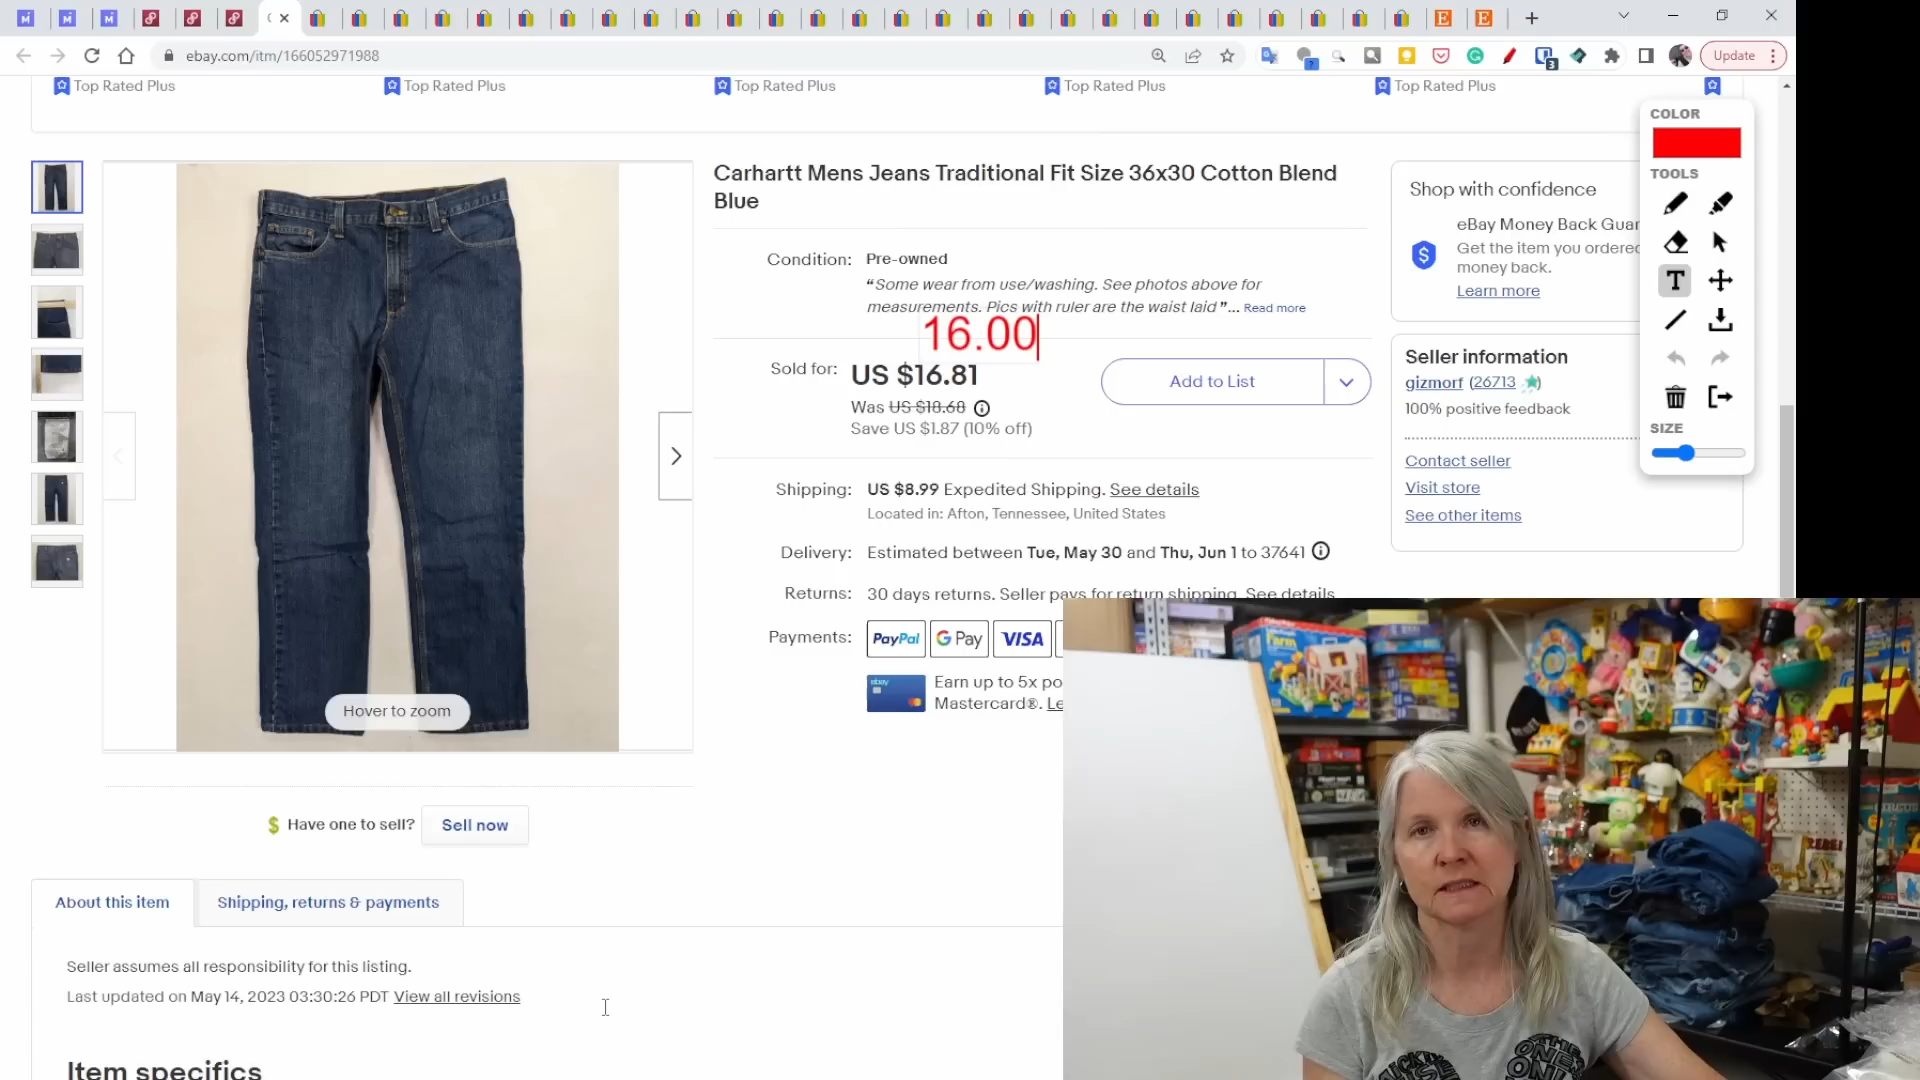 ebay.com/itm/166052971988
Update
Top Rated Plus
Top Rated Plus
Top Rated Plus
Top Rated Plus
Top Rated Plus
Carhartt Mens Jeans Traditional Fit Size 36x30 Cotton Blend
Blue
Condition: Pre-owned
“Some wear from use/washing. See photos above for
measurements. Pics with ruler are the waist laid”... Read more
16.00
Sold for: US $16.81
Was US $18.68
Save US $1.87 (10% off)
Add to List
Shipping: US $8.99 Expedited Shipping. See details
Located in: Afton, Tennessee, United States
Delivery: Estimated between Tue, May 30 and Thu, Jun 1 to 37641
Returns: 30 days returns. Seller pays for return shipping. See details
Payments: PayPal G Pay VISA
ebay
Earn up to 5x po
Mastercard®. Le
Shop with confidence
eBay Money Back Guar
Get the item you ordered
money back.
Learn more
Seller information
gizmorf (26713)
100% positive feedback
Contact seller
Visit store
See other items
COLOR
TOOLS
T
SIZE
Hover to zoom
Have one to sell? Sell now
About this item
Shipping, returns & payments
Seller assumes all responsibility for this listing.
Last updated on May 14, 2023 03:30:26 PDT View all revisions
Item specifics
Farm